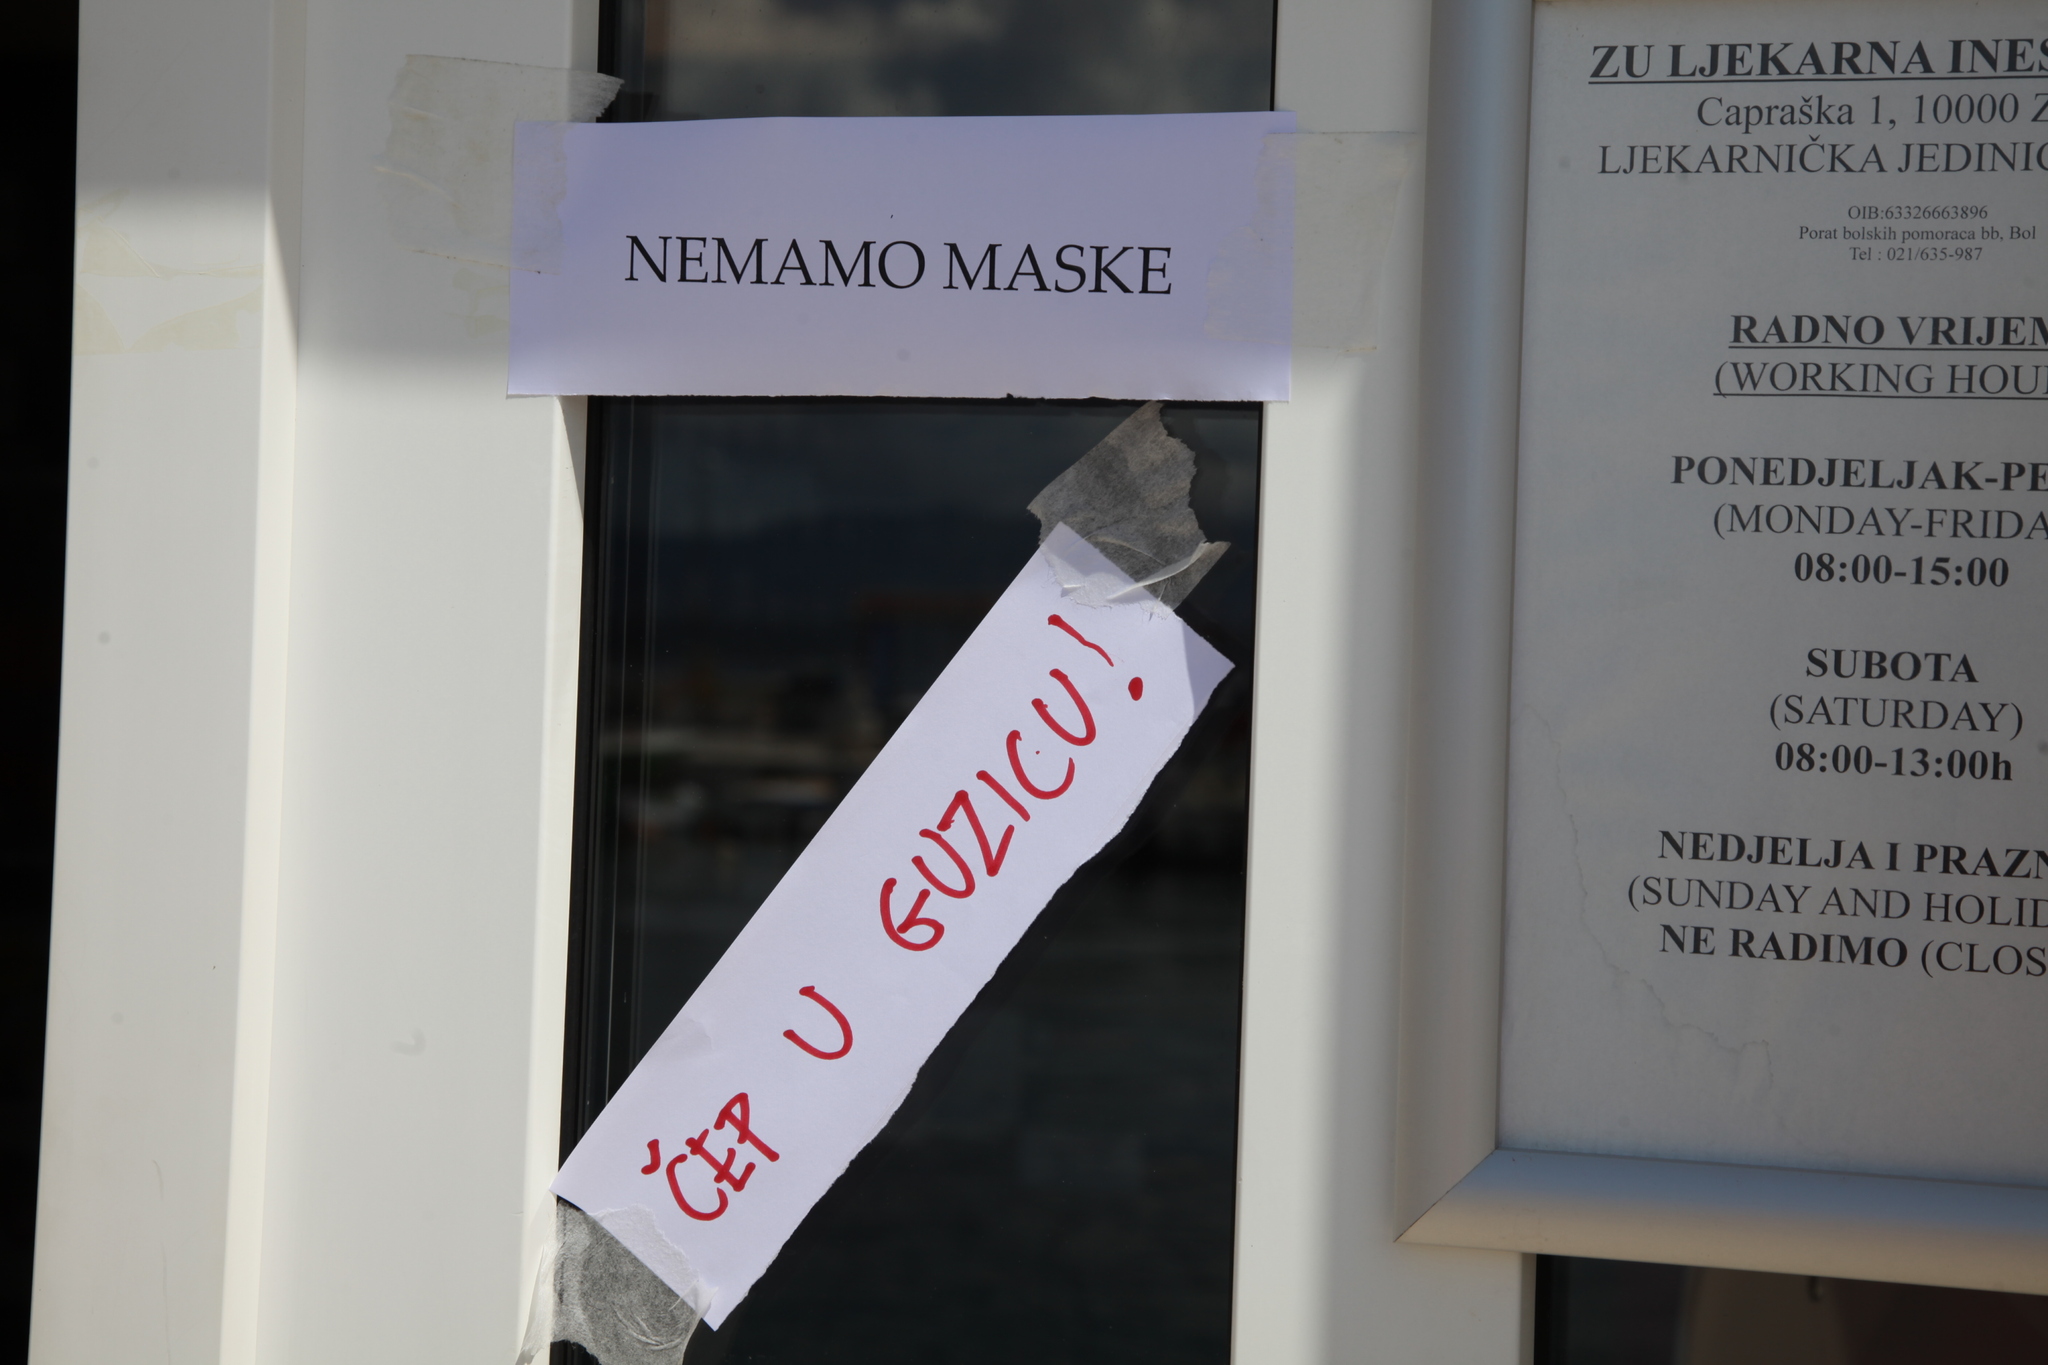 NEMAMO MASKE
ČEP U GUZICU!
ZU LJEKARNA INES
Capraška 1, 10000 Z
LJEKARNIČKA JEDINIC
OIB:63326663896
Porat bolskih pomoraca bb, Bol
Tel : 021/635-987
RADNO VRIJEM
(WORKING HOU
PONEDJELJAK-PE
(MONDAY-FRIDA
08:00-15:00
SUBOTA
(SATURDAY)
08:00-13:00h
NEDJELJA I PRAZN
(SUNDAY AND HOLID
NE RADIMO (CLOS